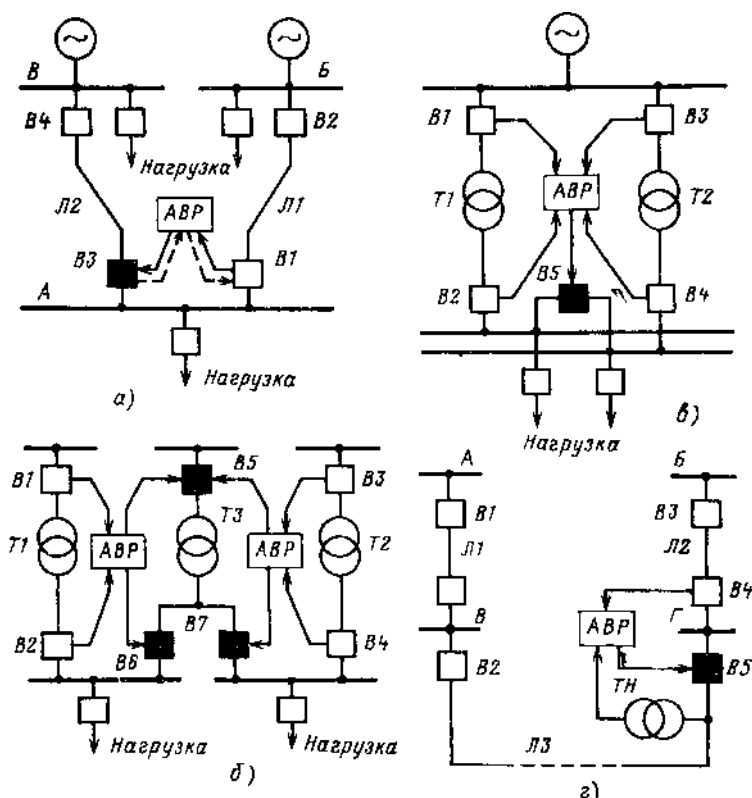 В
Б
В4
В2
Нагрузка
Л2
АВР
Л1
В3
В1
А
Нагрузка
а)
В1
В3
Т1
АВР
Т2
В5
В2
В4
Нагрузка
в)
В1
В5
В3
Т3
Т1
АВР
АВР
Т2
В7
В2
В6
В4
Нагрузка
Нагрузка
б)
А
Б
В1
В3
Л1
Л2
В4
В
Г
АВР
В2
В5
ТН
Л3
г)